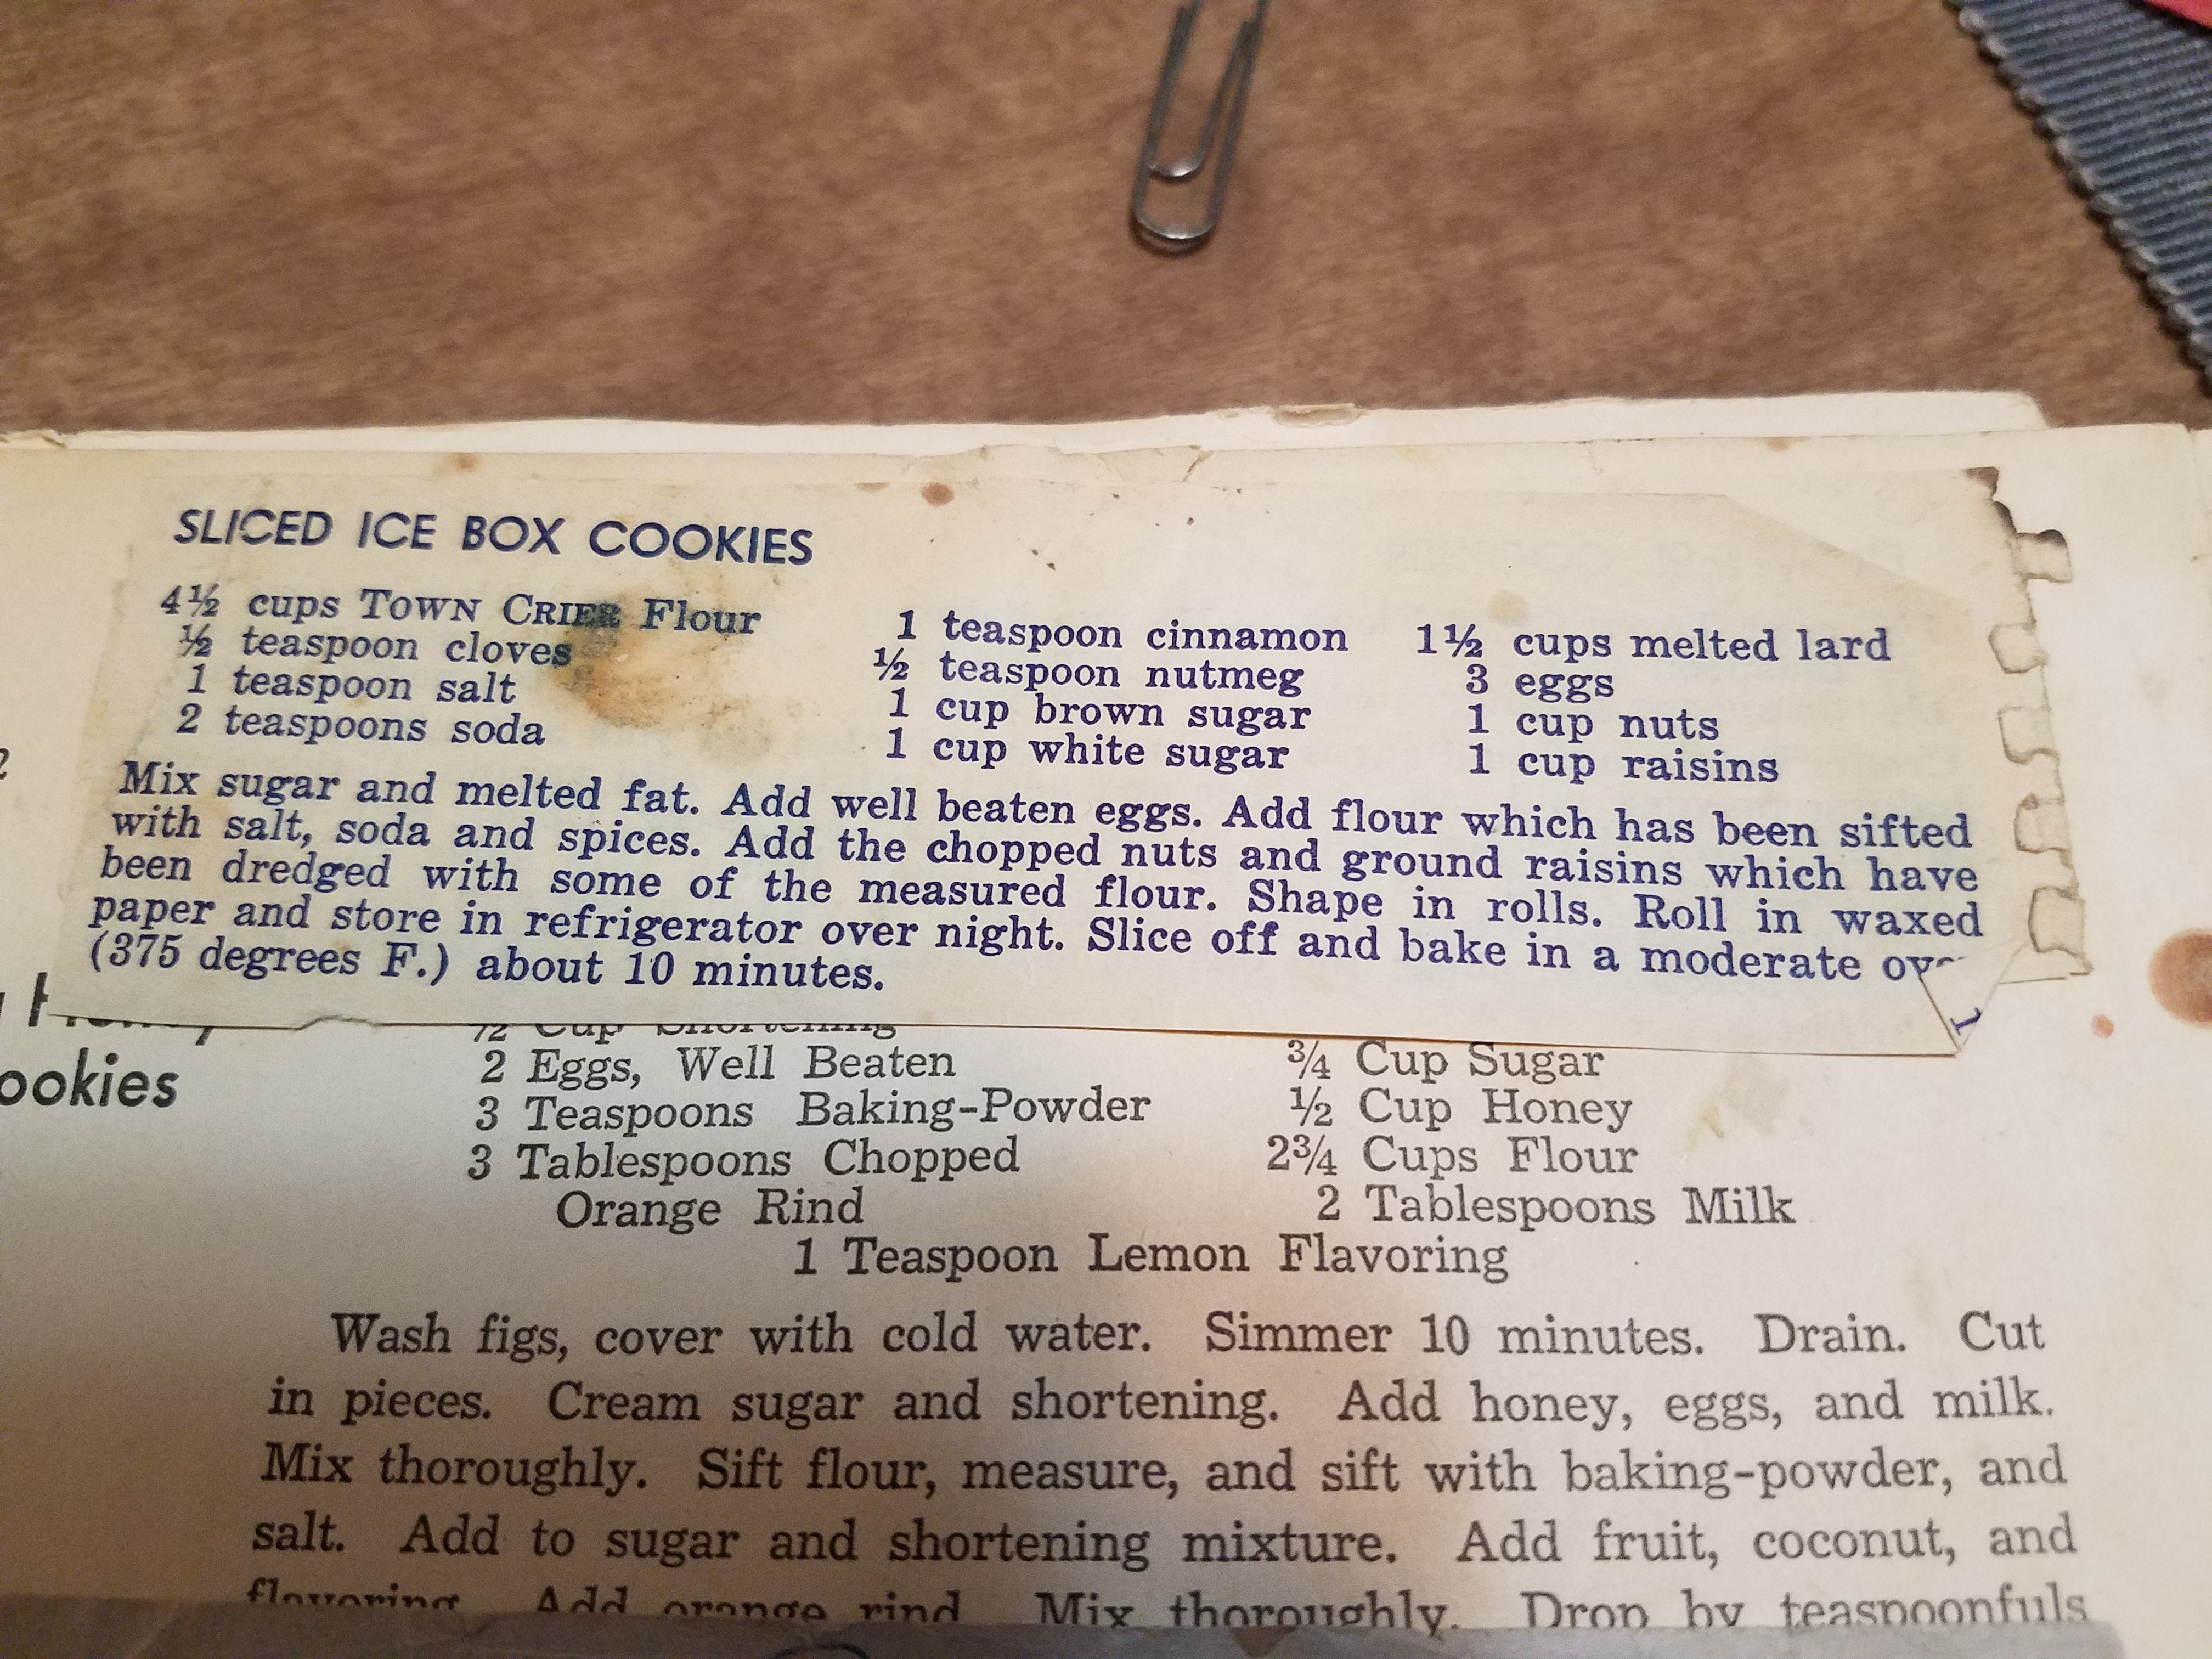 SLICED ICE BOX COOKIES
4½ cups TOWN CRIER Flour
½ teaspoon cloves
1 teaspoon salt
2 teaspoons soda
1 teaspoon cinnamon
½ teaspoon nutmeg
1 cup brown sugar
1 cup white sugar
1½ cups melted lard
3 eggs
1 cup nuts
1 cup raisins
Mix sugar and melted fat. Add well beaten eggs. Add flour which has been sifted
with salt, soda and spices. Add the chopped nuts and ground raisins which have
been dredged with some of the measured flour. Shape in rolls. Roll in waxed
paper and store in refrigerator over night. Slice off and bake in a moderate
(375 degrees F.) about 10 minutes.
ookies
½ Cup Shortening
2 Eggs, Well Beaten
3 Teaspoons Baking-Powder
3 Tablespoons Chopped
Orange Rind
¾ Cup Sugar
½ Cup Honey
2¾ Cups Flour
2 Tablespoons Milk
1 Teaspoon Lemon Flavoring
Wash figs, cover with cold water. Simmer 10 minutes. Drain. Cut
in pieces. Cream sugar and shortening. Add honey, eggs, and milk.
Mix thoroughly. Sift flour, measure, and sift with baking-powder, and
salt. Add to sugar and shortening mixture. Add fruit, coconut, and
flavoring. Add orange rind. Mix thoroughly. Drop by teaspoonfuls